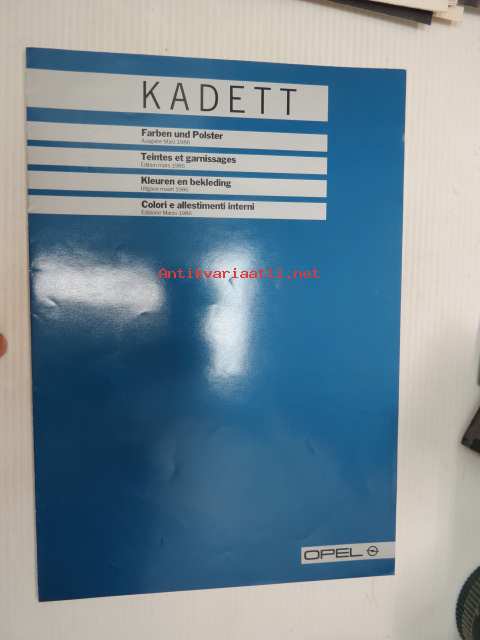 KADETT
Farben und Polster
Ausgabe März 1986
Teintes et garnissages
Edition mars 1986
Kleuren en bekleding
Uitgave maart 1986
Colori e allestimenti interni
Edizione Marzo 1986
Antikvariaatti.net
OPEL